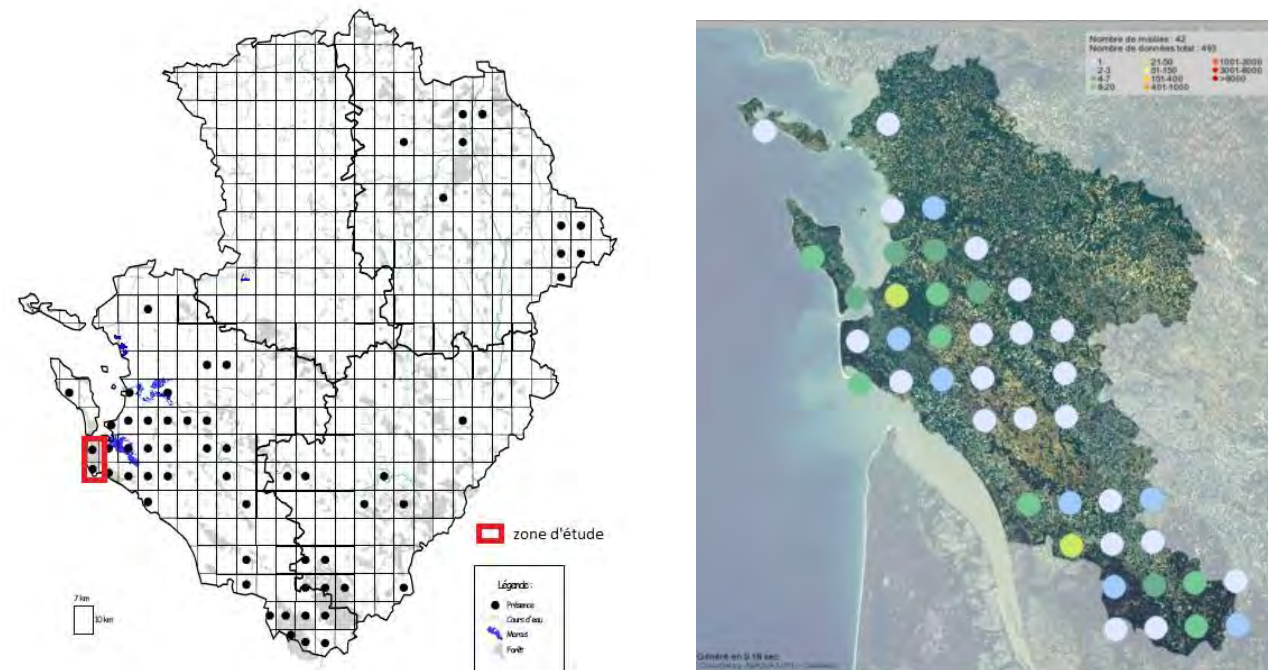 zone d'étude
7 km
10 km
Légende :
Présence
Cours d'eau
Marais
Forêt
Nombre de mailles : 42
Nombre de données total : 493
1 21-50 1001-3000
2-3 51-150 3001-6000
4-7 151-400 >6000
8-20 401-1000